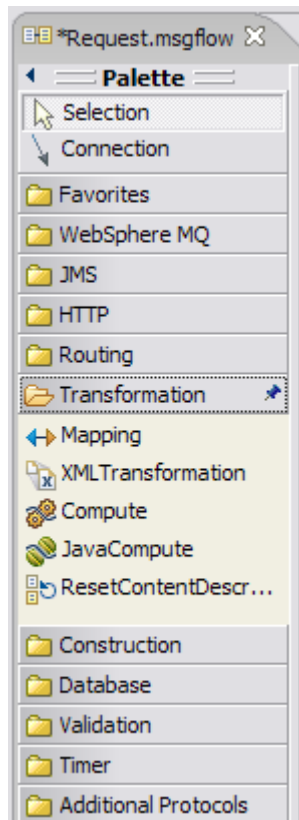 *Request.msgflow
Palette
Selection
Connection
Favorites
WebSphere MQ
JMS
HTTP
Routing
Transformation
Mapping
XMLTransformation
Compute
JavaCompute
ResetContentDescr...
Construction
Database
Validation
Timer
Additional Protocols